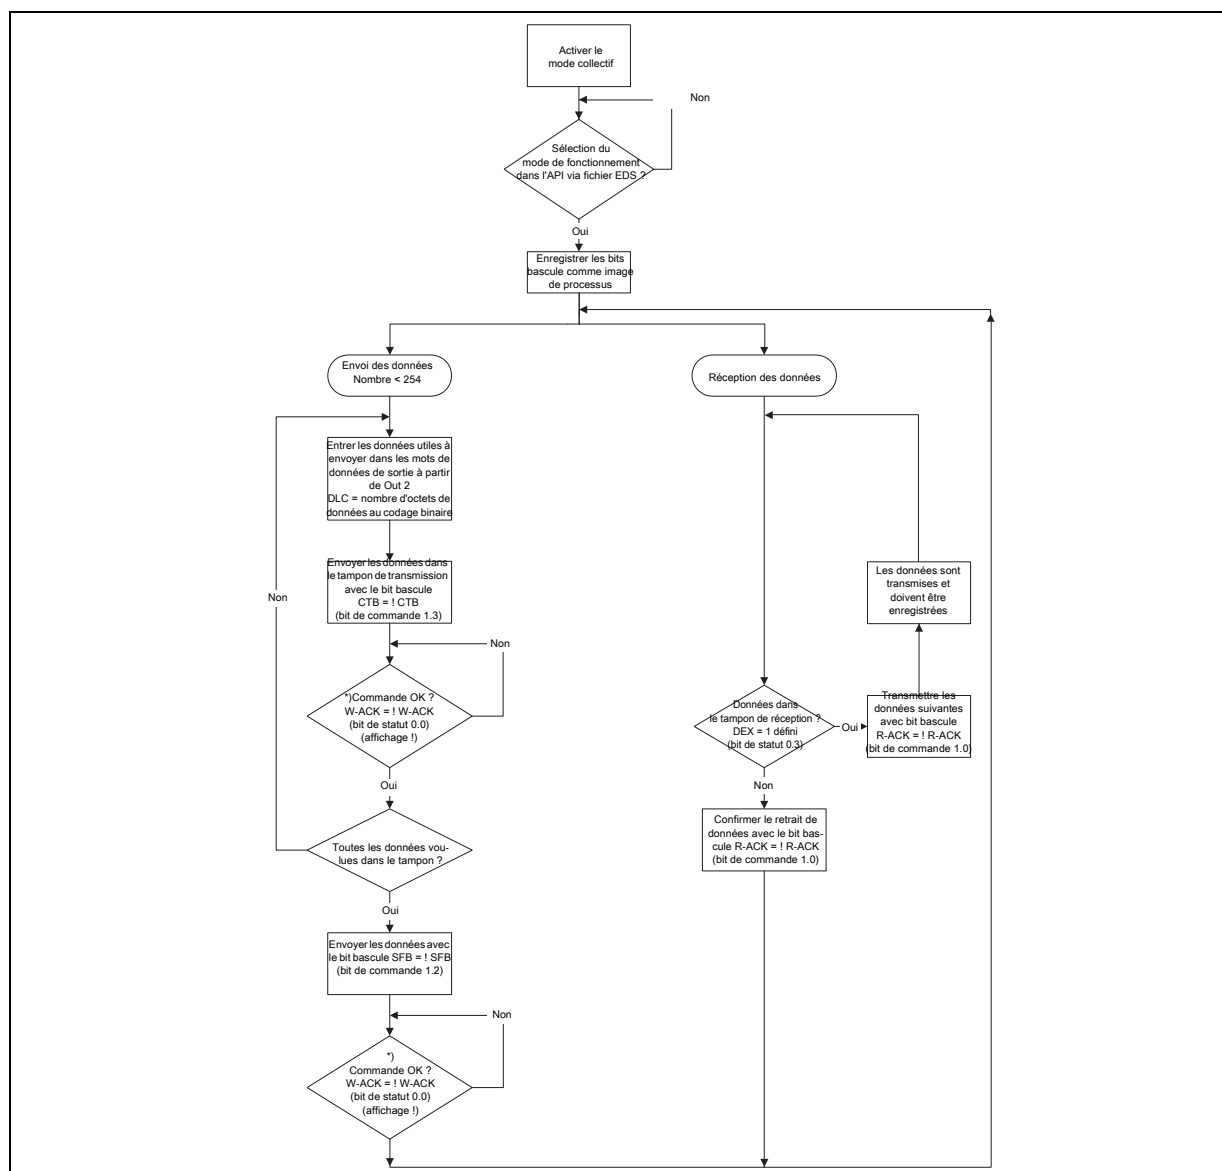 Activer le
mode collectif
Non
Sélection du
mode de fonctionnement
dans l'API via fichier EDS ?
Oui
Enregistrer les bits
bascule comme image
de processus
Envoi des données
Nombre < 254
Réception des données
Entrer les données utiles à
envoyer dans les mots de
données de sortie à partir
de Out 2
DLC = nombre d'octets de
données au codage binaire
Envoyer les données dans
le tampon de transmission
avec le bit bascule
CTB = ! CTB
(bit de commande 1.3)
Non
Non
*)Commande OK ?
W-ACK = ! W-ACK
(bit de statut 0.0)
(affichage !)
Oui
Toutes les données vou-
lues dans le tampon ?
Oui
Envoyer les données avec
le bit bascule SFB = ! SFB
(bit de commande 1.2)
Non
*)
Commande OK ?
W-ACK = ! W-ACK
(bit de statut 0.0)
(affichage !)
Les données sont
transmises et
doivent être
enregistrées
Données dans
le tampon de réception ?
DEX = 1 défini
(bit de statut 0.3)
Oui
Transmettre les
données suivantes
avec bit bascule
R-ACK = ! R-ACK
(bit de commande 1.0)
Non
Confirmer le retrait de
données avec le bit bas-
cule R-ACK = ! R-ACK
(bit de commande 1.0)